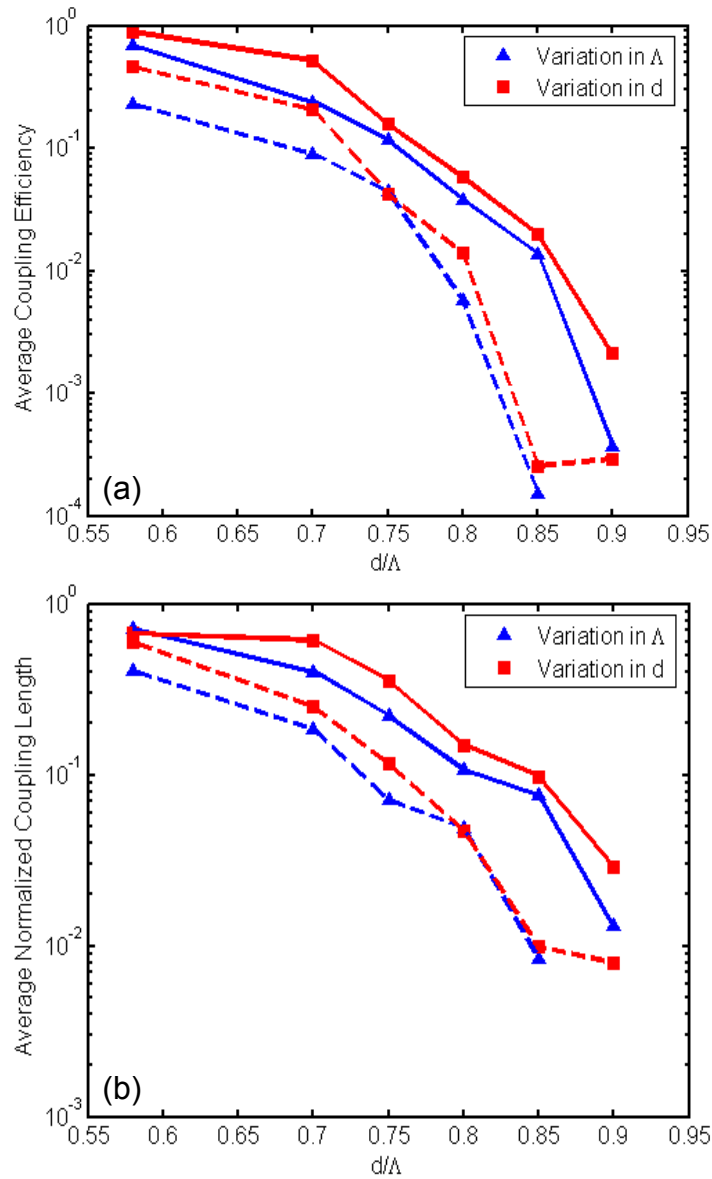 10^0
10^-1
10^-2
10^-3
10^-4
Average Coupling Efficiency
Variation in Λ
Variation in d
(a)
0.55 0.6 0.65 0.7 0.75 0.8 0.85 0.9 0.95
d/Λ
10^0
10^-1
10^-2
10^-3
Average Normalized Coupling Length
Variation in Λ
Variation in d
(b)
0.55 0.6 0.65 0.7 0.75 0.8 0.85 0.9 0.95
d/Λ